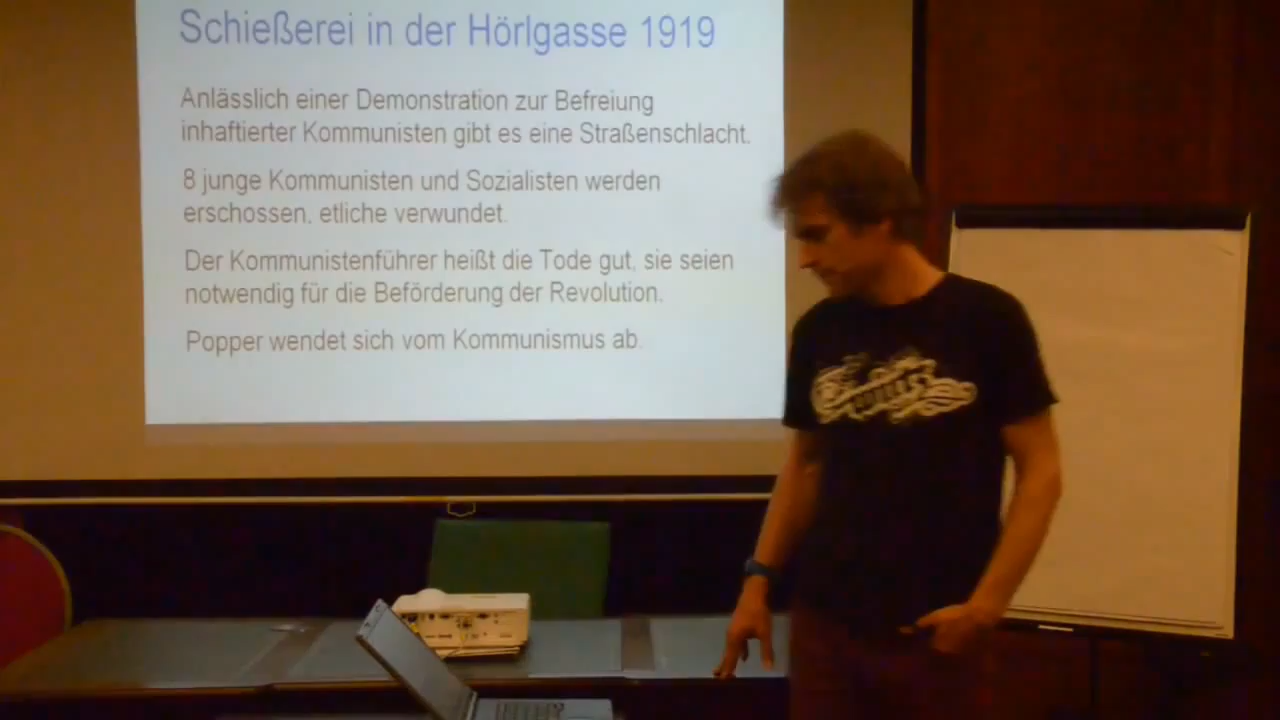 Schießerei in der Hörlgasse 1919
Anlässlich einer Demonstration zur Befreiung
inhaftierter Kommunisten gibt es eine Straßenschlacht.
8 junge Kommunisten und Sozialisten werden
erschossen, etliche verwundet.
Der Kommunistenführer heißt die Tode gut, sie seien
notwendig für die Beförderung der Revolution.
Popper wendet sich vom Kommunismus ab.